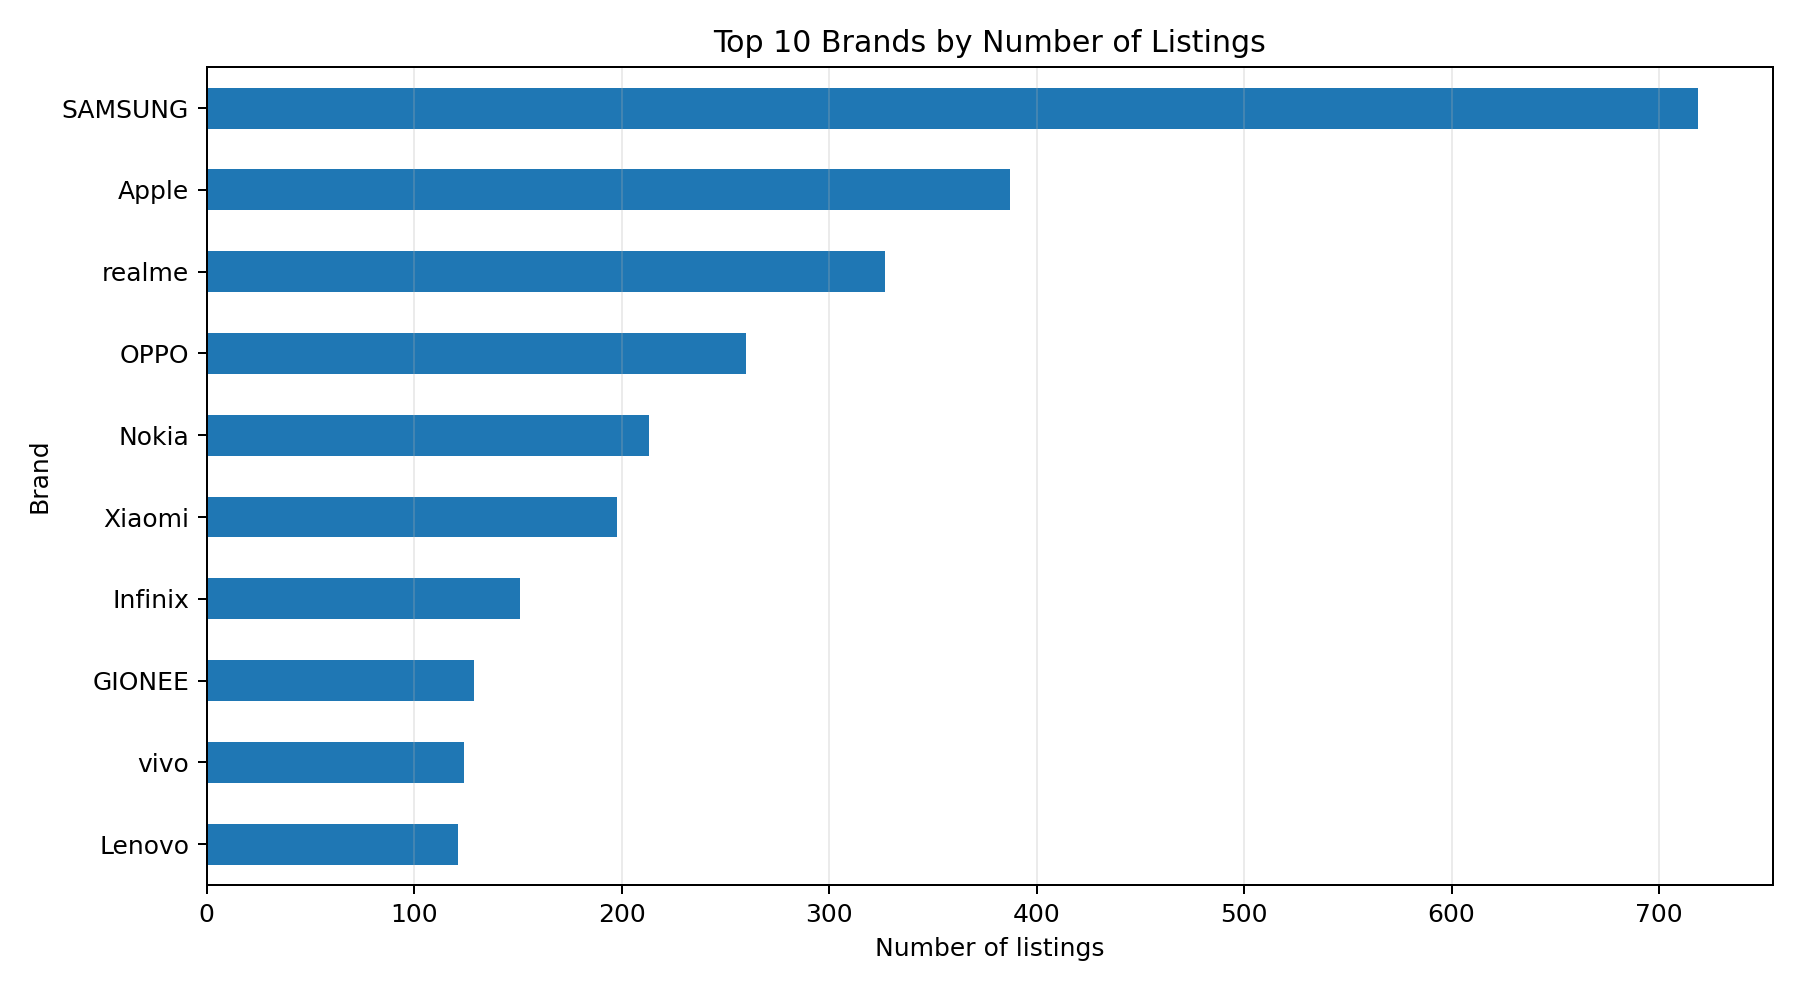 Top 10 Brands by Number of Listings
Brand
SAMSUNG
Apple
realme
OPPO
Nokia
Xiaomi
Infinix
GIONEE
vivo
Lenovo
0 100 200 300 400 500 600 700
Number of listings